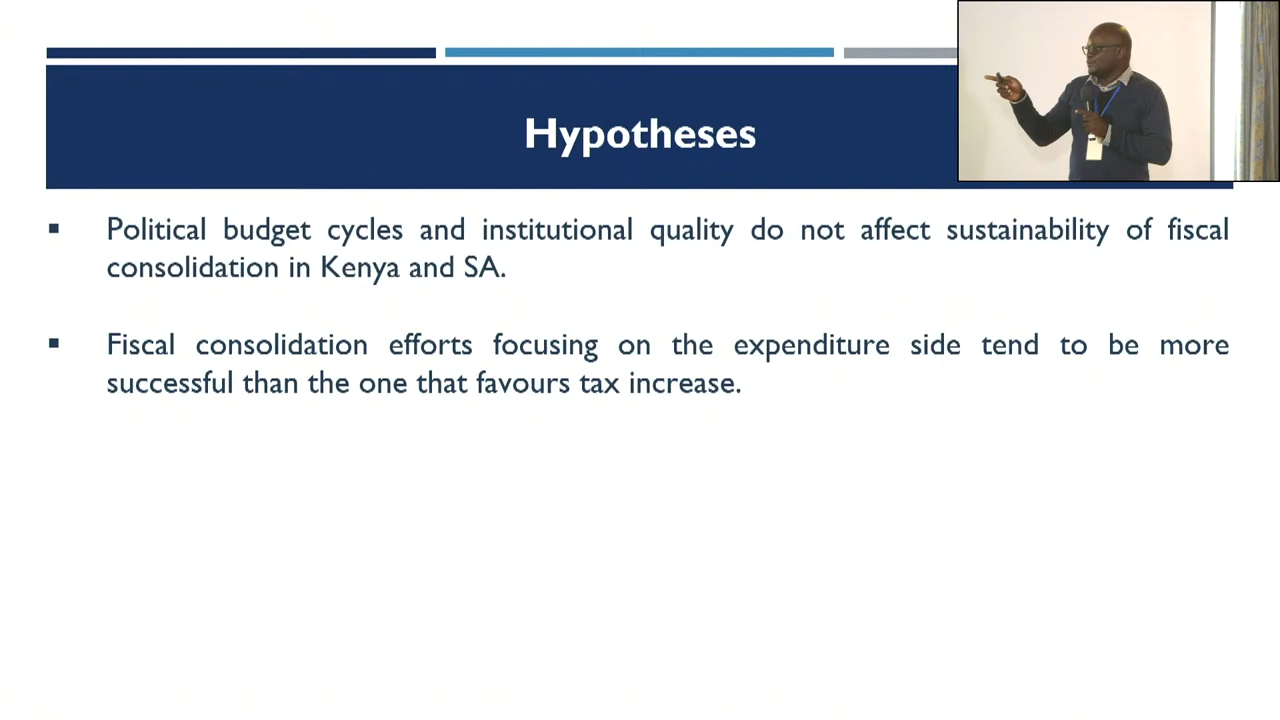 Hypotheses
▪ Political budget cycles and institutional quality do not affect sustainability of fiscal
consolidation in Kenya and SA.
▪ Fiscal consolidation efforts focusing on the expenditure side tend to be more
successful than the one that favours tax increase.